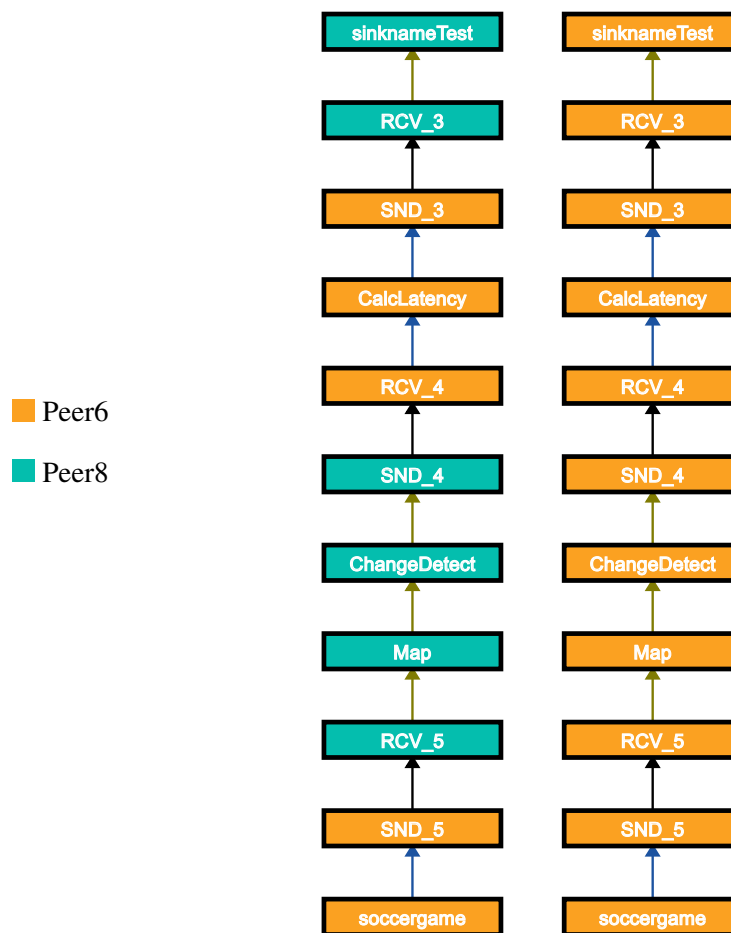 sinknameTest sinknameTest
RCV_3 RCV_3
SND_3 SND_3
CalcLatency CalcLatency
RCV_4 RCV_4
Peer6
Peer8
SND_4 SND_4
ChangeDetect ChangeDetect
Map Map
RCV_5 RCV_5
SND_5 SND_5
soccergame soccergame